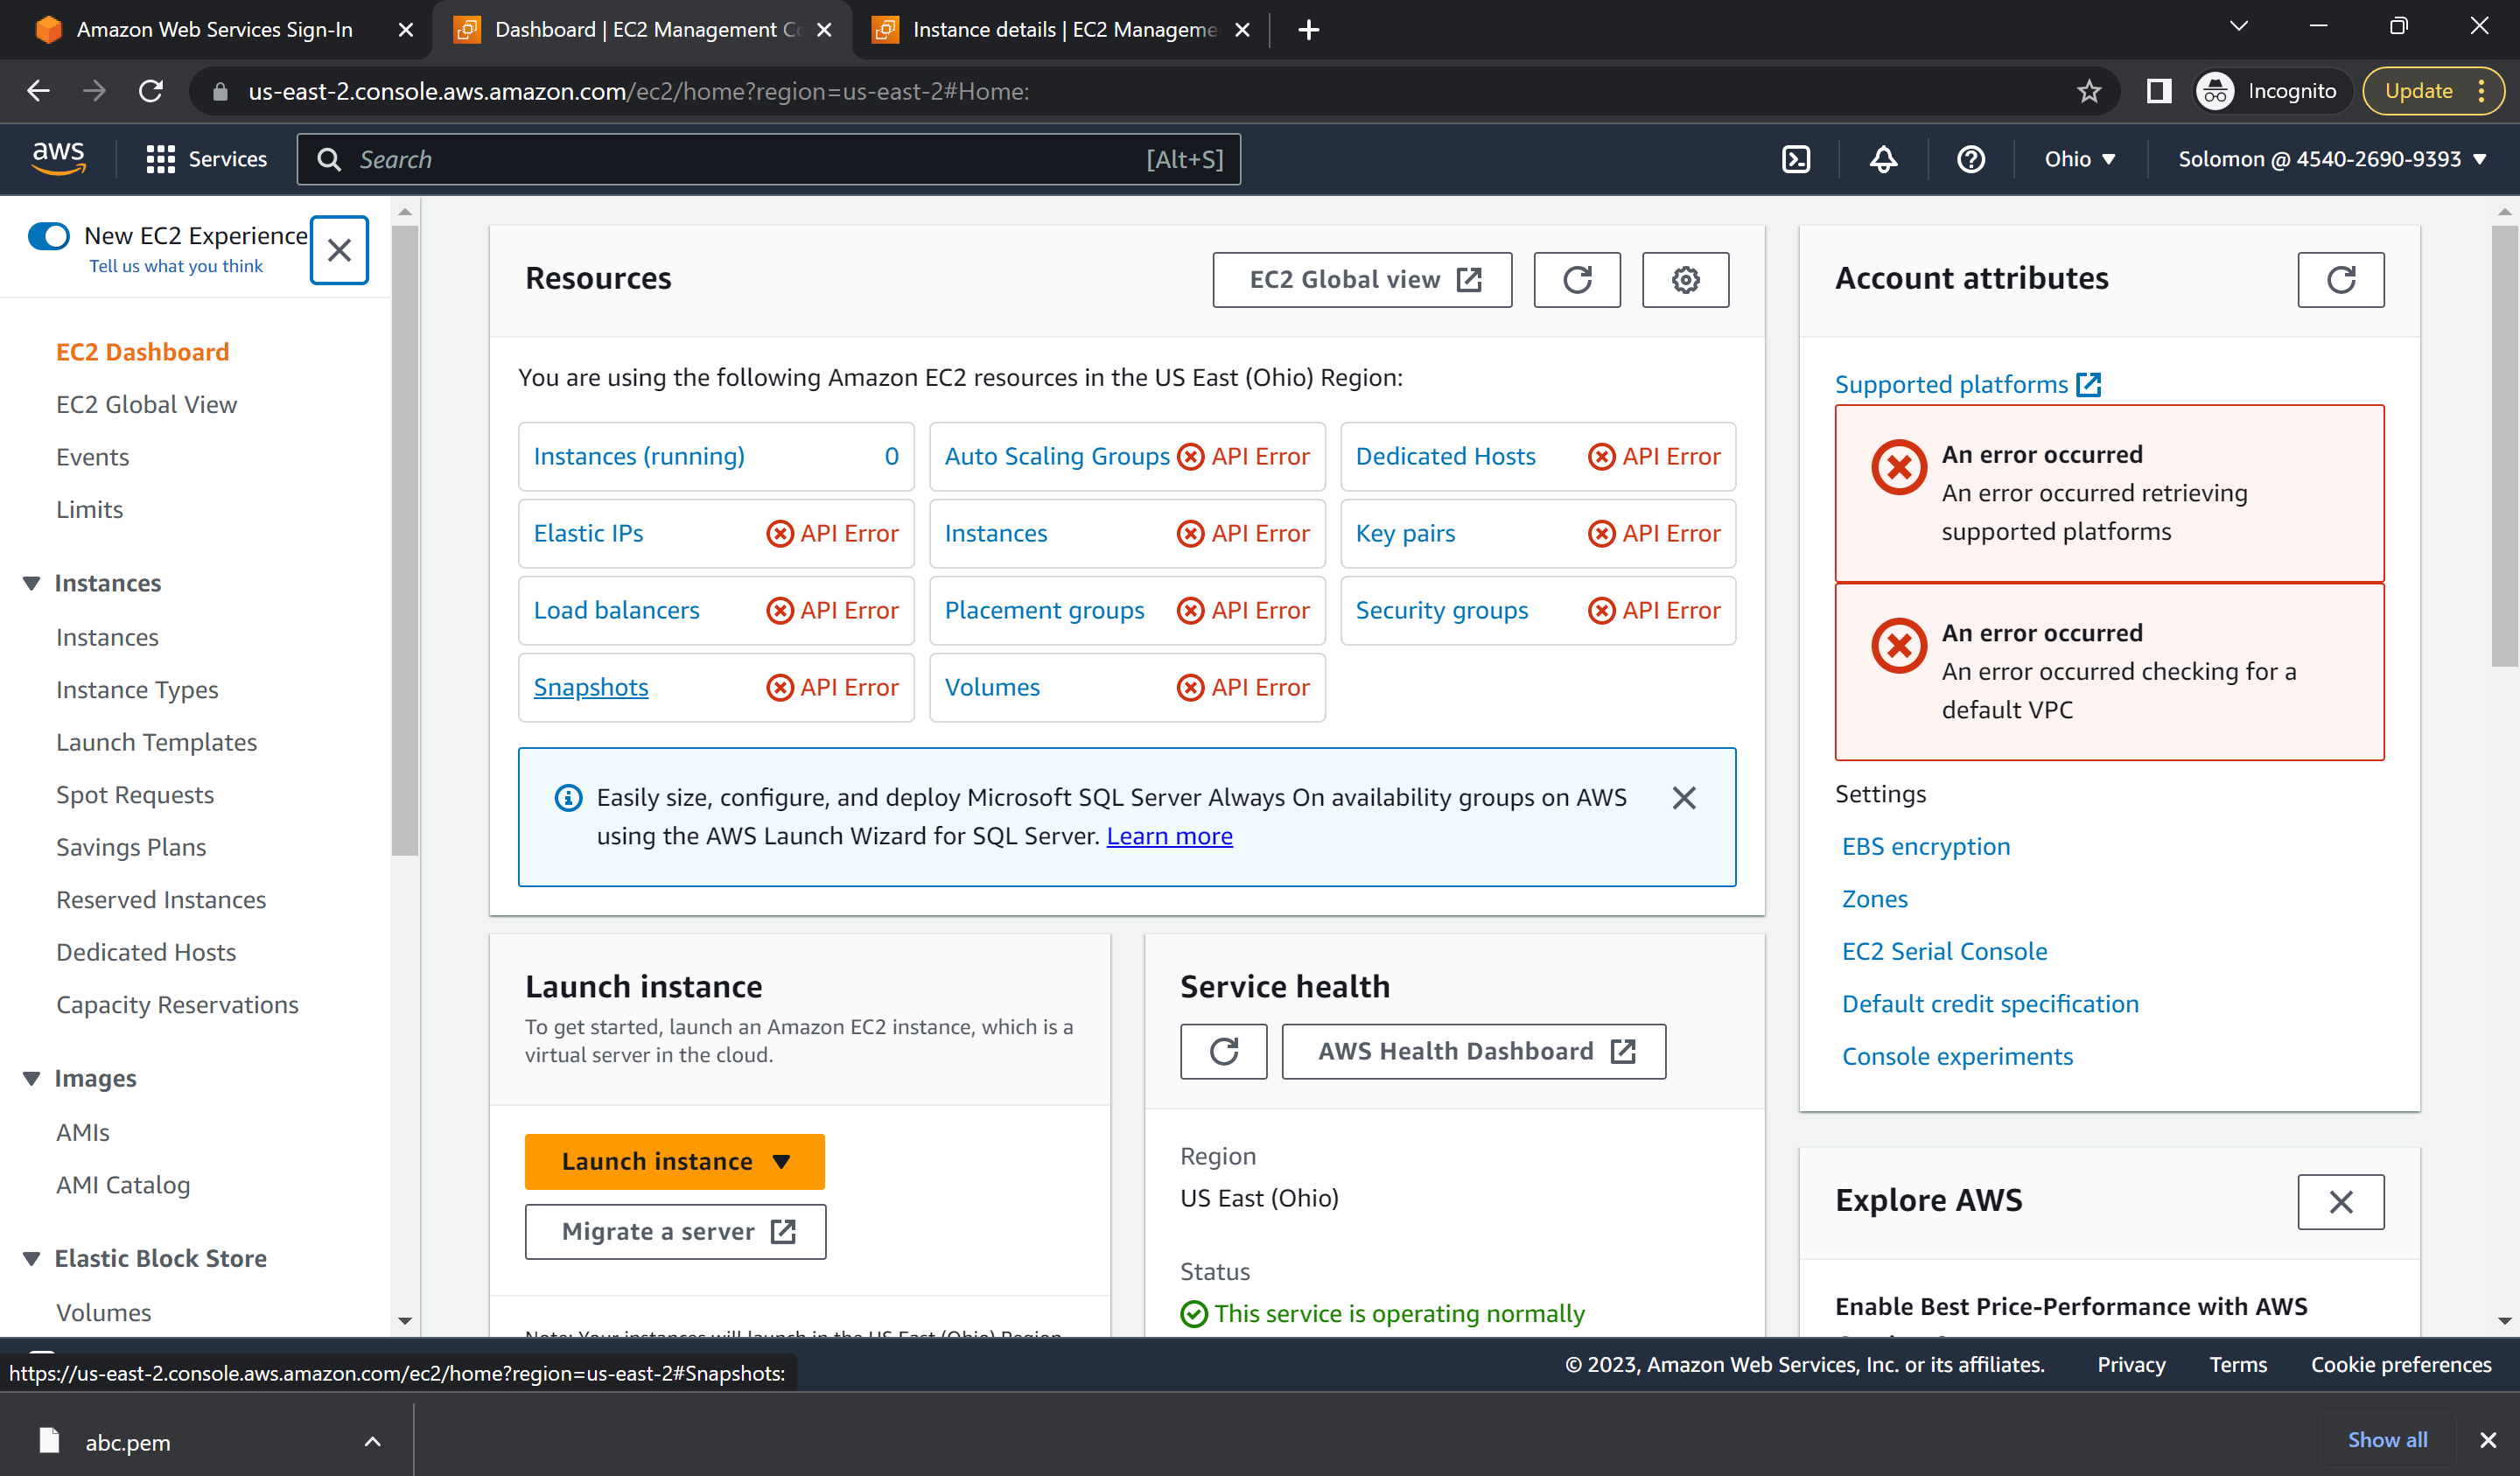 Amazon Web Services Sign-In
Dashboard | EC2 Management Co
Instance details | EC2 Manageme
us-east-2.console.aws.amazon.com/ec2/home?region=us-east-2#Home:
Incognito
Update
aws
Services
Search
[Alt+S]
Ohio
Solomon @ 4540-2690-9393
New EC2 Experience
Tell us what you think
EC2 Dashboard
EC2 Global View
Events
Limits
Instances
Instances
Instance Types
Launch Templates
Spot Requests
Savings Plans
Reserved Instances
Dedicated Hosts
Capacity Reservations
Images
AMIs
AMI Catalog
Elastic Block Store
Volumes
Resources
EC2 Global view
You are using the following Amazon EC2 resources in the US East (Ohio) Region:
Instances (running) 0
Auto Scaling Groups API Error
Dedicated Hosts API Error
Elastic IPs API Error
Instances API Error
Key pairs API Error
Load balancers API Error
Placement groups API Error
Security groups API Error
Snapshots API Error
Volumes API Error
Easily size, configure, and deploy Microsoft SQL Server Always On availability groups on AWS
using the AWS Launch Wizard for SQL Server. Learn more
Launch instance
To get started, launch an Amazon EC2 instance, which is a
virtual server in the cloud.
Launch instance
Migrate a server
Note: Your instances will launch in the US East (Ohio) Region
Service health
AWS Health Dashboard
Region
US East (Ohio)
Status
This service is operating normally
Account attributes
Supported platforms
An error occurred
An error occurred retrieving
supported platforms
An error occurred
An error occurred checking for a
default VPC
Settings
EBS encryption
Zones
EC2 Serial Console
Default credit specification
Console experiments
Explore AWS
Enable Best Price-Performance with AWS
https://us-east-2.console.aws.amazon.com/ec2/home?region=us-east-2#Snapshots:
© 2023, Amazon Web Services, Inc. or its affiliates.
Privacy
Terms
Cookie preferences
abc.pem
Show all